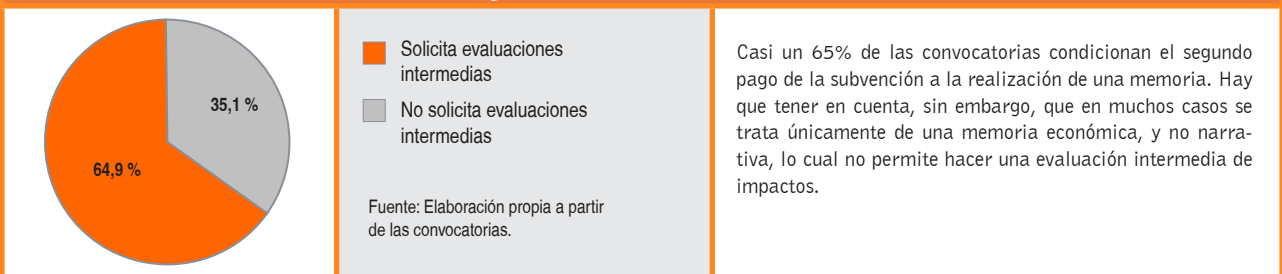 35,1 %
64,9 %
Solicita evaluaciones
intermedias
No solicita evaluaciones
intermedias
Fuente: Elaboración propia a partir
de las convocatorias.
Casi un 65% de las convocatorias condicionan el segundo
pago de la subvención a la realización de una memoria. Hay
que tener en cuenta, sin embargo, que en muchos casos se
trata únicamente de una memoria económica, y no narra-
tiva, lo cual no permite hacer una evaluación intermedia de
impactos.